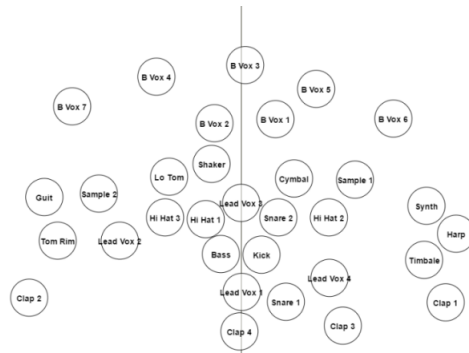 B Vox 3
B Vox 4
B Vox 5
B Vox 7
B Vox 2
B Vox 1
B Vox 6
Shaker
Lo Tom
Cymbal
Sample 1
Guit
Sample 2
Lead Vox 3
Synth
Hi Hat 3
Hi Hat 1
Snare 2
Hi Hat 2
Harp
Tom Rim
Lead Vox 2
Bass
Kick
Timbale
Lead Vox 4
Clap 2
Lead Vox 1
Snare 1
Clap 1
Clap 4
Clap 3